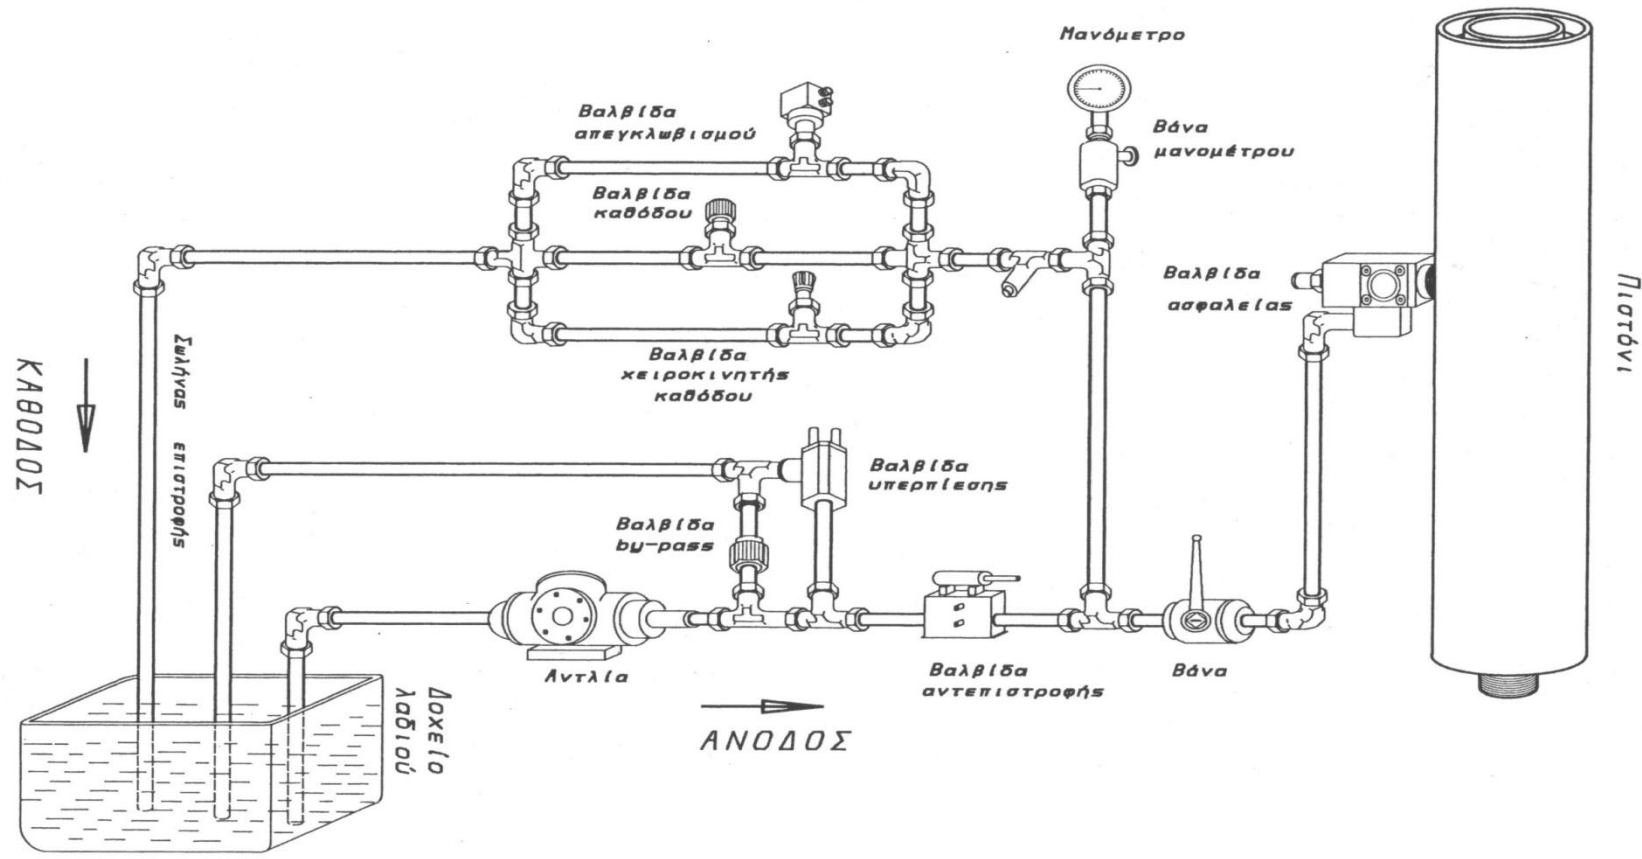 Μανόμετρο
Βαλβίδα
απεγκλωβισμού
Βάνα
μανομέτρου
Βαλβίδα
καθόδου
Βαλβίδα
ασφαλείας
Πιστόνι
Σωλήνας επιστροφής
ΚΑΘΟΔΟΣ
Βαλβίδα
χειροκινητής
καθόδου
Βαλβίδα
υπερπίεσης
Βαλβίδα
by-pass
Αντλία
Βαλβίδα
αντεπιστροφής
Βάνα
Δοχείο
λαδιού
ΑΝΟΔΟΣ